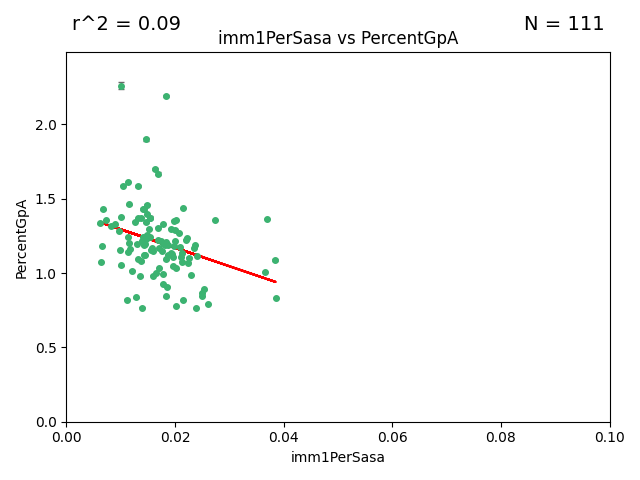 r^2 = 0.09
N = 111
imm1PerSasa vs PercentGpA
PercentGpA
2.0
1.5
1.0
0.5
0.0
0.00 0.02 0.04 0.06 0.08 0.10
imm1PerSasa